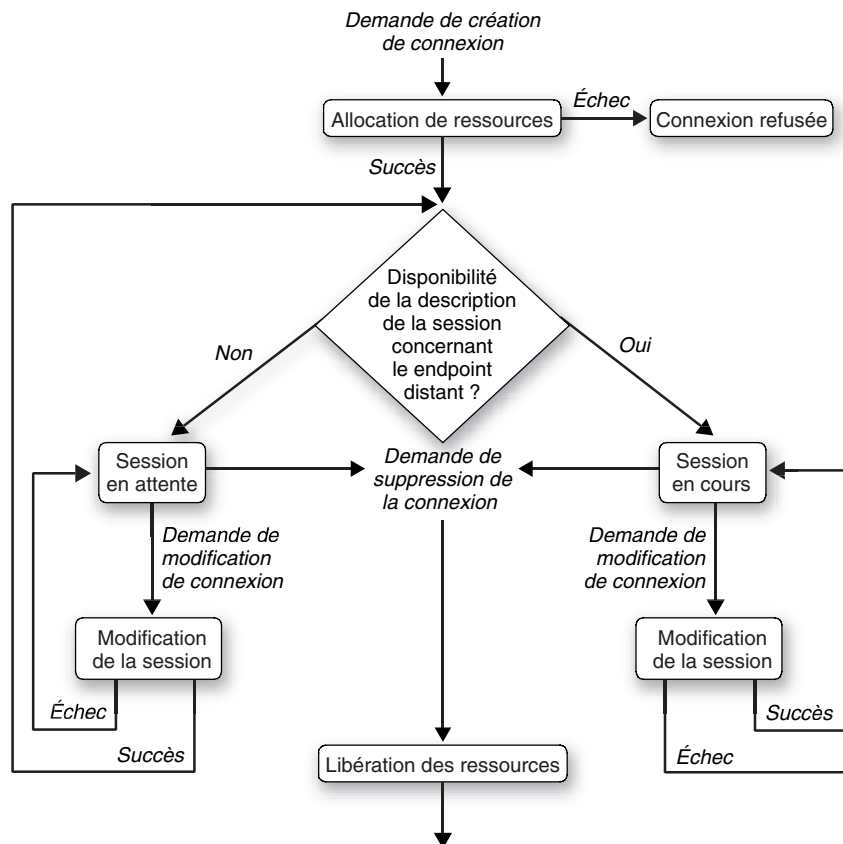 Demande de création
de connexion
Échec
Allocation de ressources
Connexion refusée
Succès
Disponibilité
de la description
de la session
concernant
le endpoint
distant ?
Non
Oui
Session
en attente
Demande de
suppression de
la connexion
Session
en cours
Demande de
modification
de connexion
Demande de
modification
de connexion
Modification
de la session
Modification
de la session
Échec
Succès
Succès
Échec
Libération des ressources